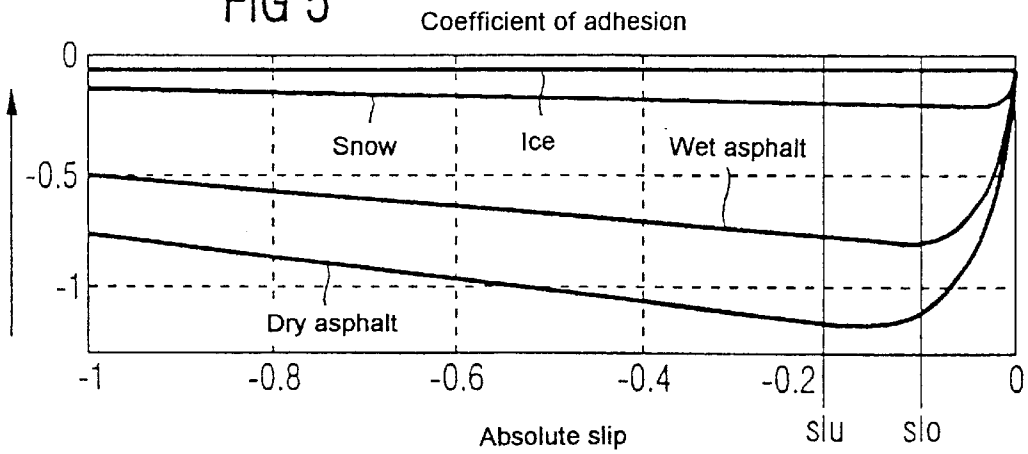 FIG 5
Coefficient of adhesion
0
Snow
Ice
Wet asphalt
-0.5
-1
Dry asphalt
-1 -0.8 -0.6 -0.4 -0.2 0
Absolute slip
slu slo